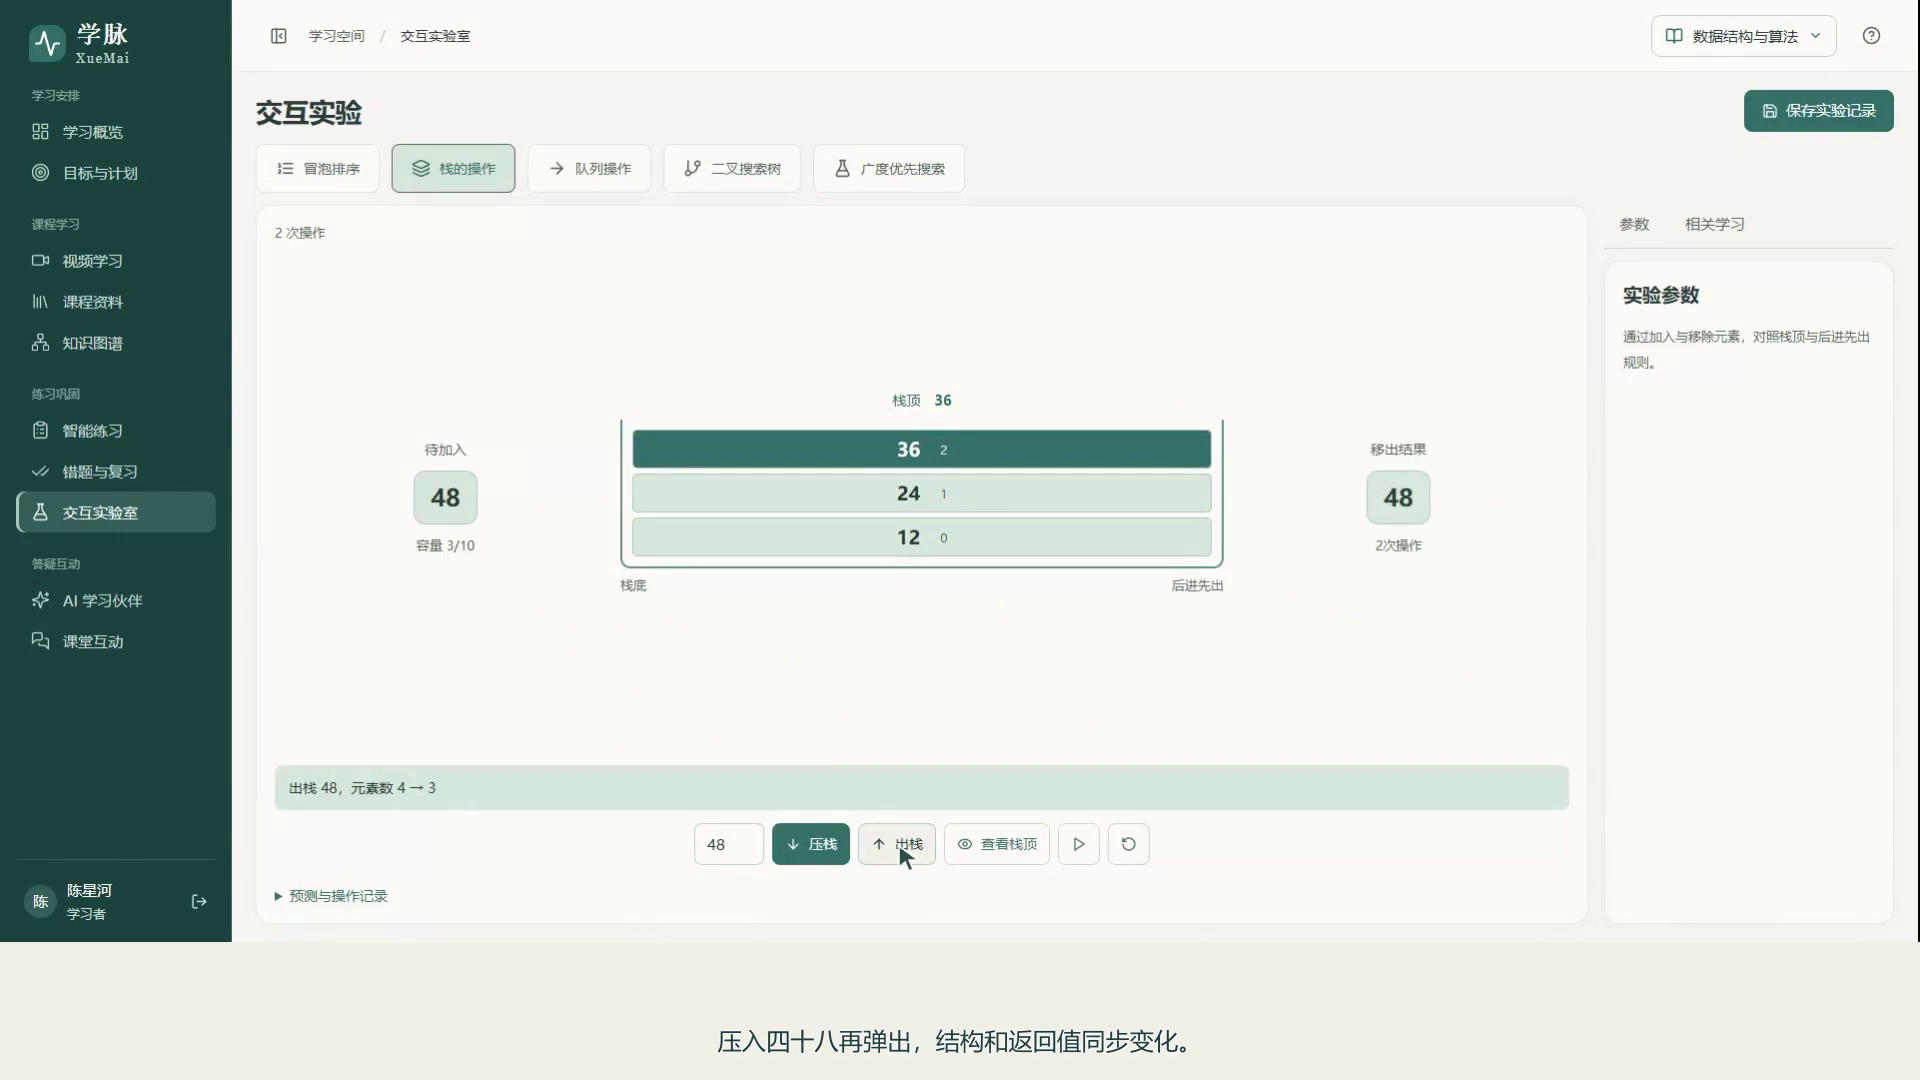 学脉
XueMai
学习安排
学习概览
目标与计划
课程学习
视频学习
课程资料
知识图谱
练习巩固
智能练习
错题与复习
交互实验室
答疑互动
AI 学习伙伴
课堂互动
陈
陈星河
学习者
学习空间 / 交互实验室
数据结构与算法
交互实验
保存实验记录
冒泡排序
栈的操作
队列操作
二叉搜索树
广度优先搜索
2 次操作
待加入
48
容量 3/10
栈顶 36
36 2
24 1
12 0
栈底
后进先出
移出结果
48
2次操作
出栈 48，元素数 4 → 3
48
压栈
出栈
查看栈顶
预测与操作记录
参数
相关学习
实验参数
通过加入与移除元素，对照栈顶与后进先出
规则。
压入四十八再弹出，结构和返回值同步变化。